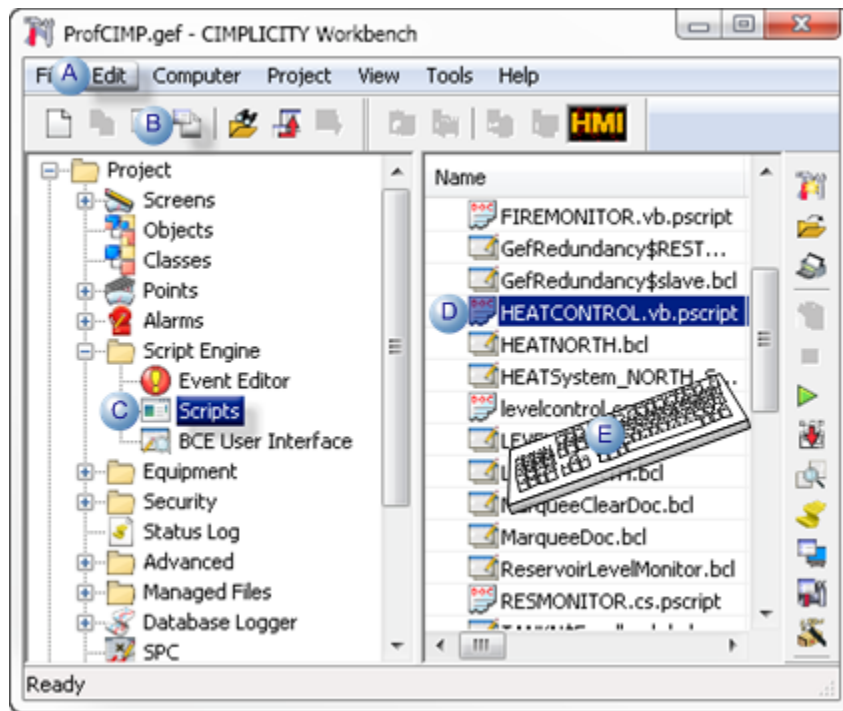 ProfCIMP.gef - CIMPLICITY Workbench
A Edit Computer Project View Tools Help
B HMI
Project
Screens
Objects
Classes
Points
Alarms
Script Engine
Event Editor
C Scripts
BCE User Interface
Equipment
Security
Status Log
Advanced
Managed Files
Database Logger
SPC
Name
FIREMONITOR.vb.pscript
GefRedundancy$REST...
GefRedundancy$slave.bcl
D HEATCONTROL.vb.pscript
HEATNORTH.bcl
HEATSystem_NORTH_S...
E
MarqueeClearDoc.bcl
MarqueeDoc.bcl
ReservoirLevelMonitor.bcl
RESMONITOR.cs.pscript
Ready